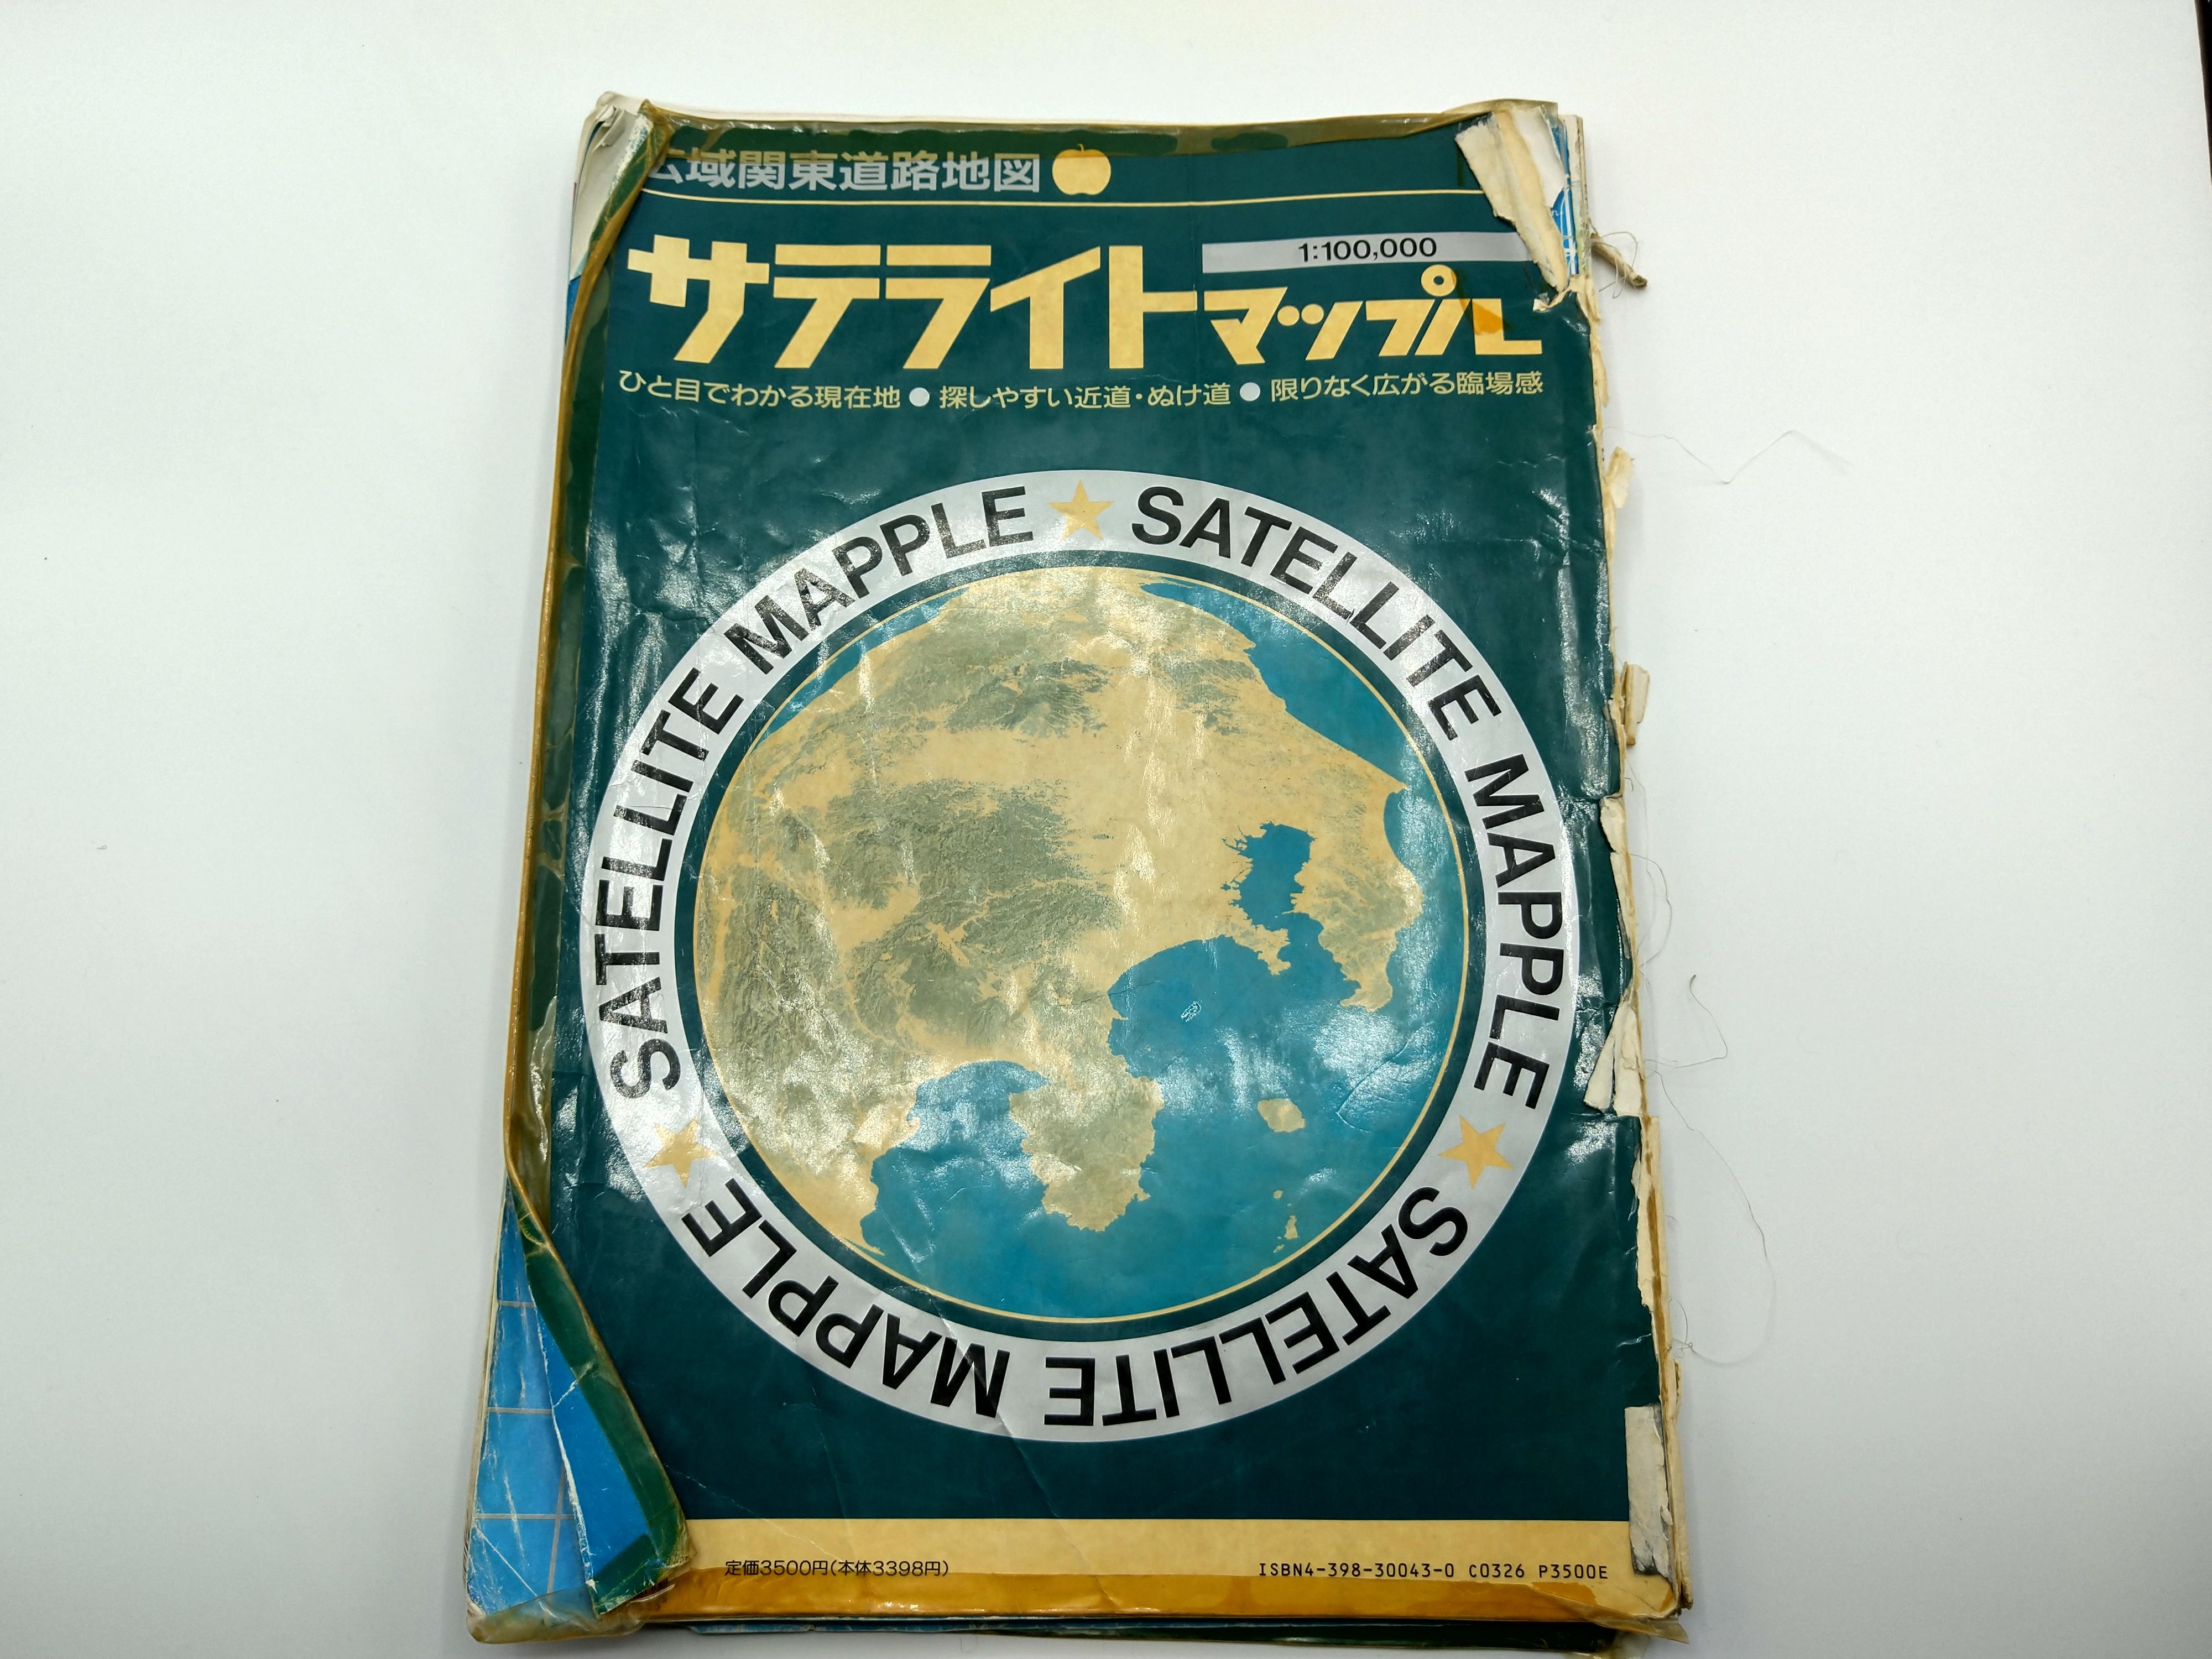 広域関東道路地図
1:100,000
サテライトマップル
ひと目でわかる現在地●探しやすい近道・ぬけ道●限りなく広がる臨場感
SATELLITE MAPPLE ★ SATELLITE MAPPLE ★ SATELLITE MAPPLE ★
定価3500円(本体3398円)
ISBN4-398-30043-0 C0326 P3500E